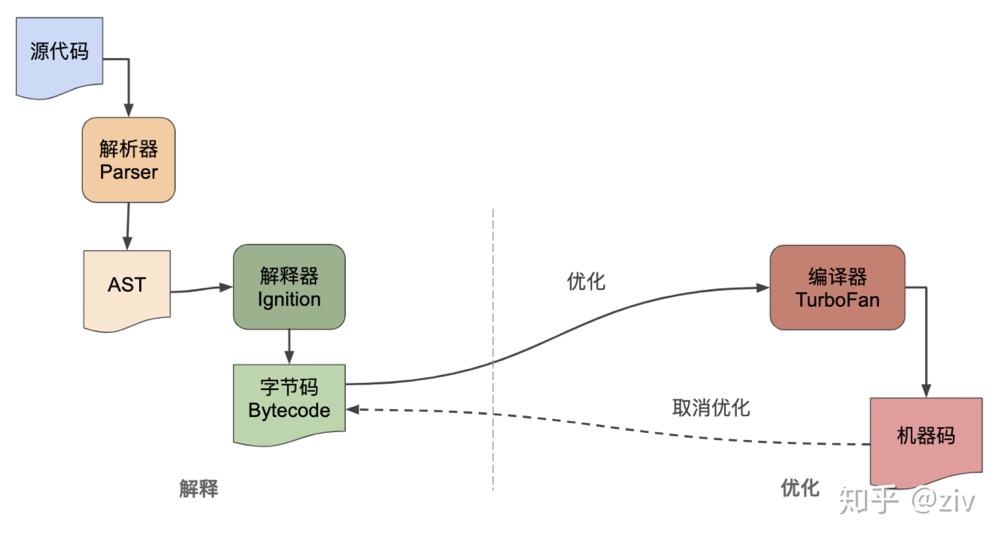 源代码
解析器
Parser
AST
解释器
Ignition
字节码
Bytecode
解释
优化
编译器
TurboFan
取消优化
机器码
优化
知乎 @ziv